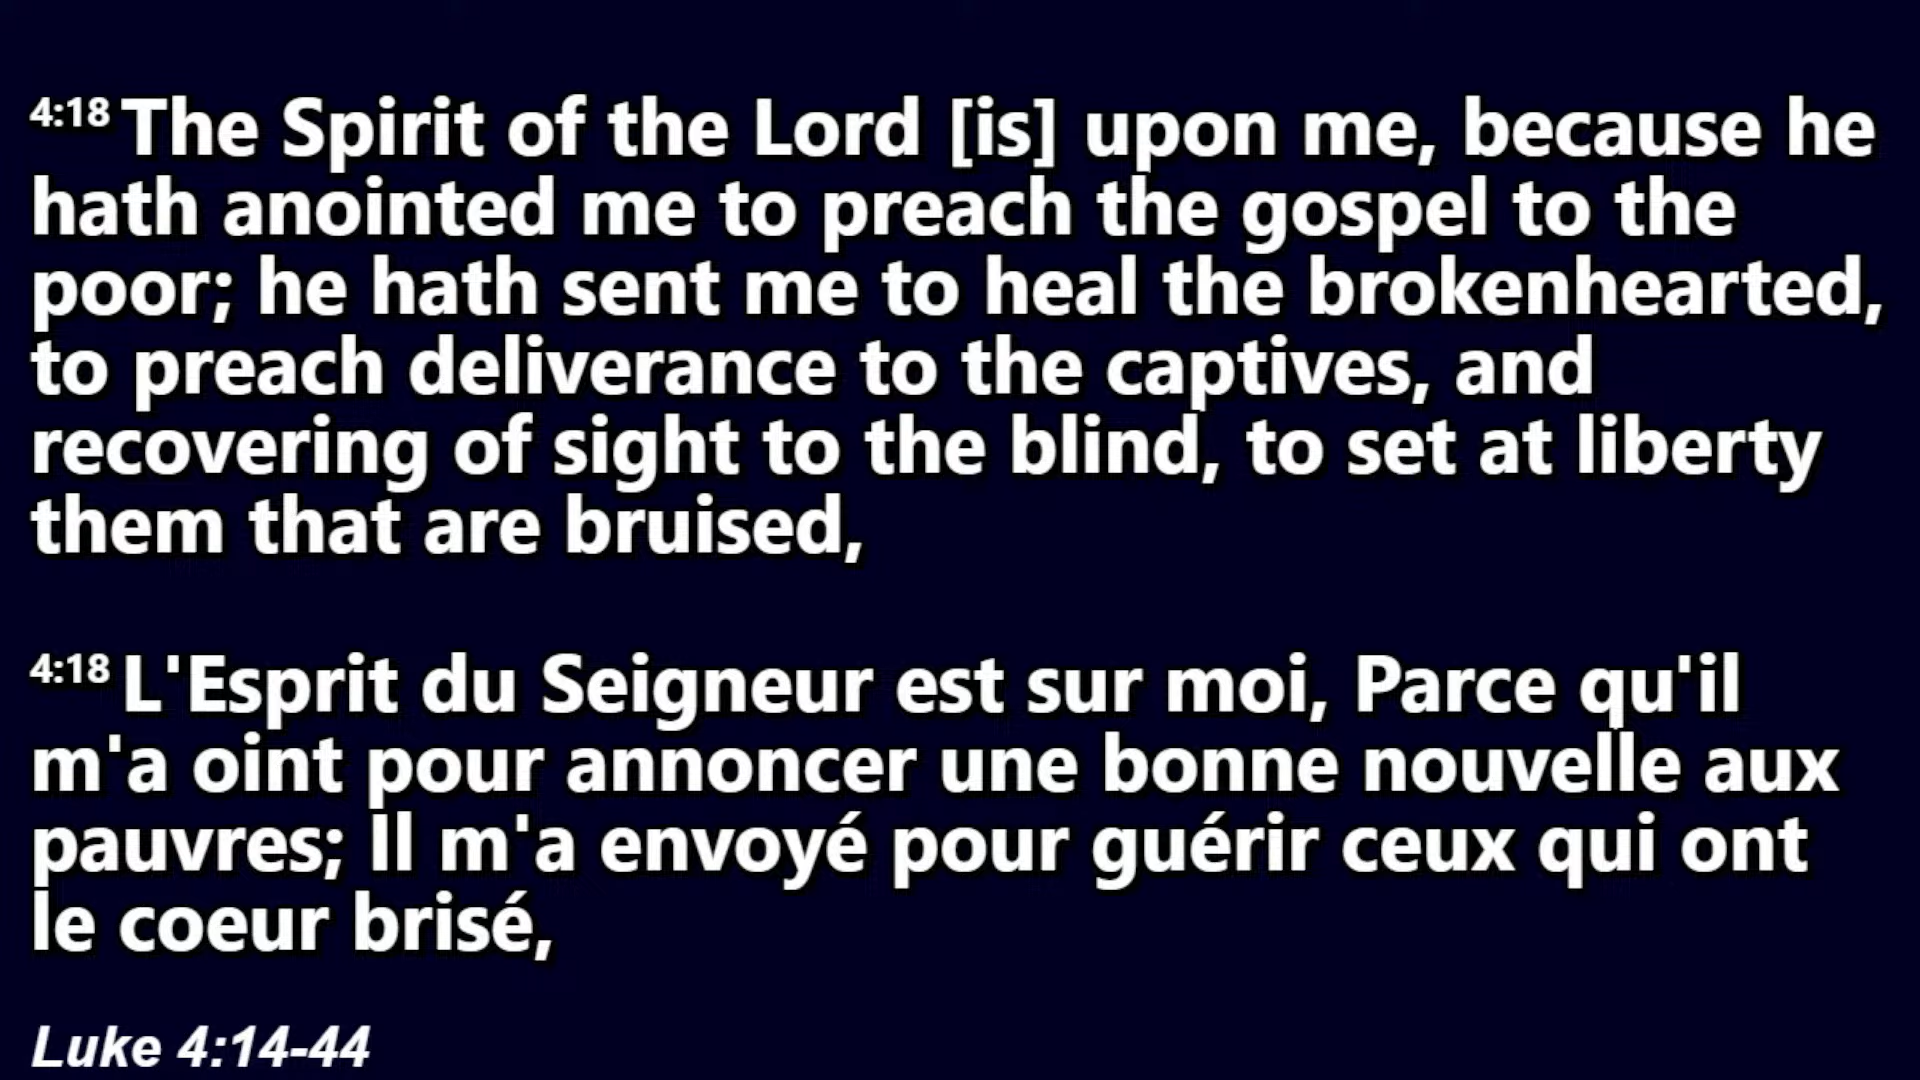 4:18 The Spirit of the Lord [is] upon me, because he
hath anointed me to preach the gospel to the
poor; he hath sent me to heal the brokenhearted,
to preach deliverance to the captives, and
recovering of sight to the blind, to set at liberty
them that are bruised,
4:18 L'Esprit du Seigneur est sur moi, Parce qu'il
m'a oint pour annoncer une bonne nouvelle aux
pauvres; Il m'a envoyé pour guérir ceux qui ont
le coeur brisé,
Luke 4:14-44